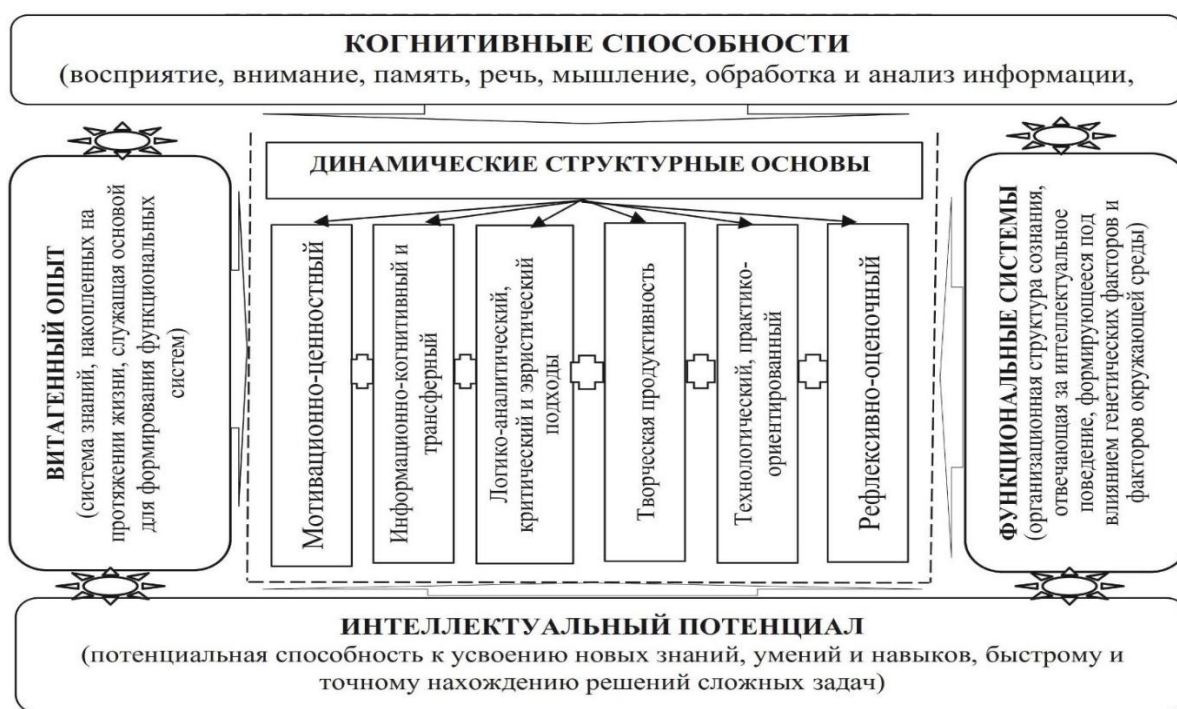 КОГНИТИВНЫЕ СПОСОБНОСТИ
(восприятие, внимание, память, речь, мышление, обработка и анализ информации,
ВИТАГЕННЫЙ ОПЫТ
(система знаний, накопленных на
протяжении жизни, служащая основой
для формирования функциональных
систем)
ДИНАМИЧЕСКИЕ СТРУКТУРНЫЕ ОСНОВЫ
Мотивационно-ценностный
Информационно-когнитивный и
трансферный
Логико-аналитический,
критический и эвристический
подходы
Творческая продуктивность
Технологический, практико-
ориентированный
Рефлексивно-оценочный
ФУНКЦИОНАЛЬНЫЕ СИСТЕМЫ
(организационная структура сознания,
отвечающая за интеллектуальное
поведение, формирующееся под
влиянием генетических факторов и
факторов окружающей среды)
ИНТЕЛЛЕКТУАЛЬНЫЙ ПОТЕНЦИАЛ
(потенциальная способность к усвоению новых знаний, умений и навыков, быстрому и
точному нахождению решений сложных задач)